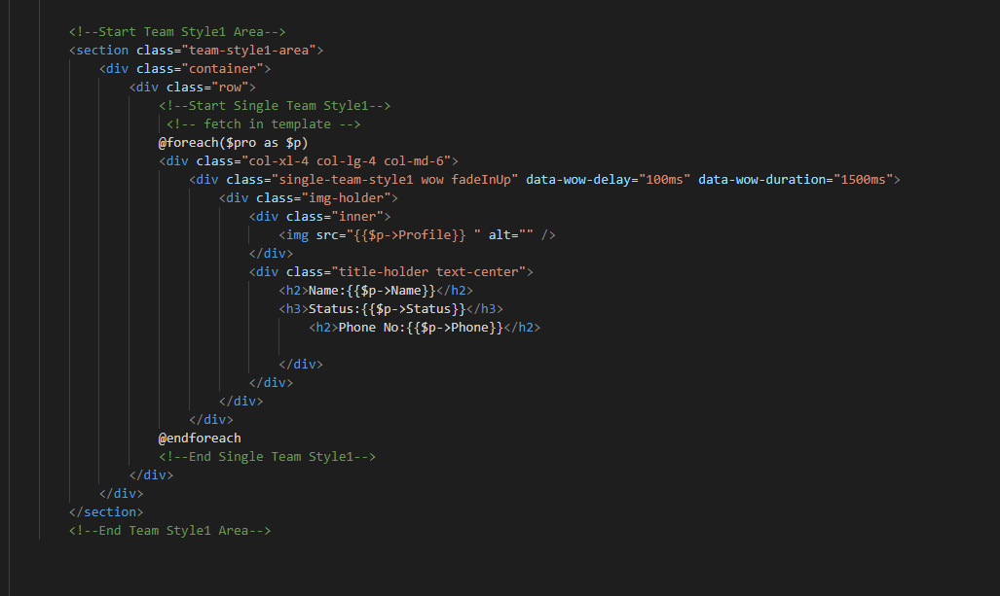 <!--Start Team Style1 Area-->
<section class="team-style1-area">
<div class="container">
<div class="row">
<!--Start Single Team Style1-->
<!-- fetch in template -->
@foreach($pro as $p)
<div class="col-xl-4 col-lg-4 col-md-6">
<div class="single-team-style1 wow fadeInUp" data-wow-delay="100ms" data-wow-duration="1500ms">
<div class="img-holder">
<div class="inner">
<img src="{{$p->Profile}} " alt="" />
</div>
<div class="title-holder text-center">
<h2>Name:{{$p->Name}}</h2>
<h3>Status:{{$p->Status}}</h3>
<h2>Phone No:{{$p->Phone}}</h2>
</div>
</div>
</div>
</div>
@endforeach
<!--End Single Team Style1-->
</div>
</div>
</section>
<!--End Team Style1 Area-->